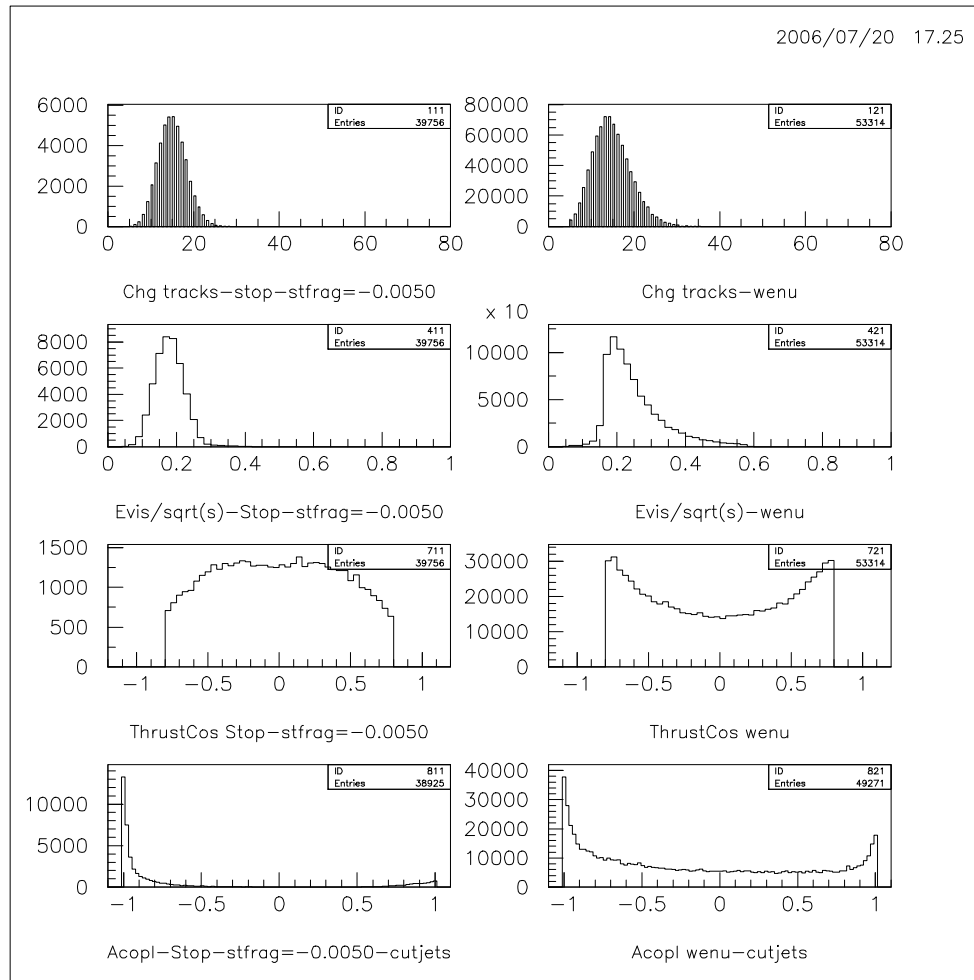 2006/07/20 17.25
ID 111
Entries 39756
6000
4000
2000
0
0 20 40 60 80
Chg tracks-stop-stfrag=-0.0050
ID 121
Entries 53314
80000
60000
40000
20000
0
0 20 40 60 80
Chg tracks-wenu
ID 411
Entries 39756
8000
6000
4000
2000
0
0 0.2 0.4 0.6 0.8 1
Evis/sqrt(s)-Stop-stfrag=-0.0050
x 10
ID 421
Entries 53314
10000
5000
0
0 0.2 0.4 0.6 0.8 1
Evis/sqrt(s)-wenu
ID 711
Entries 39756
1500
1000
500
0
-1 -0.5 0 0.5 1
ThrustCos Stop-stfrag=-0.0050
ID 721
Entries 53314
30000
20000
10000
0
-1 -0.5 0 0.5 1
ThrustCos wenu
ID 811
Entries 38925
10000
5000
0
-1 -0.5 0 0.5 1
Acopl-Stop-stfrag=-0.0050-cutjets
ID 821
Entries 49271
40000
30000
20000
10000
0
-1 -0.5 0 0.5 1
Acopl wenu-cutjets